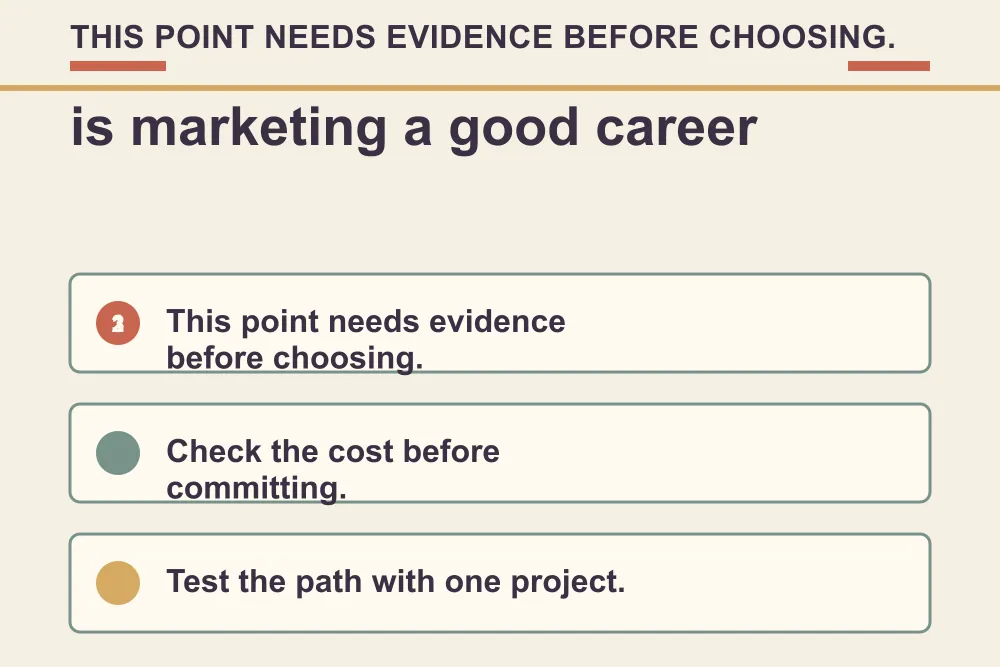 THIS POINT NEEDS EVIDENCE BEFORE CHOOSING.
is marketing a good career
This point needs evidence
before choosing.
Check the cost before
committing.
Test the path with one project.